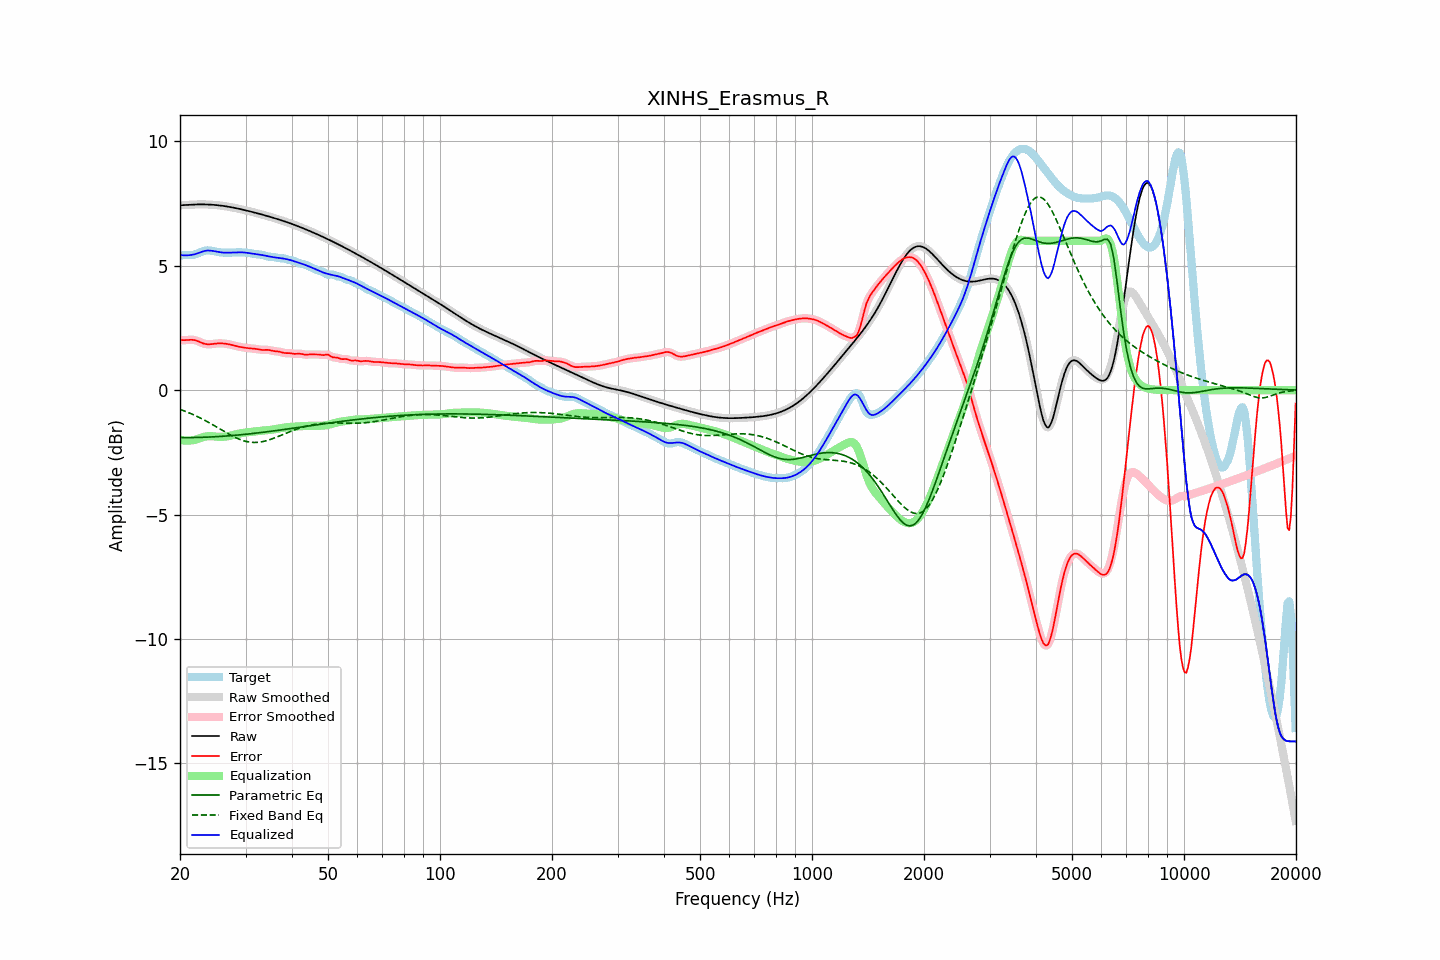 XINHS_Erasmus_R
Amplitude (dBr)
10
5
0
−5
−10
−15
Target
Raw Smoothed
Error Smoothed
Raw
Error
Equalization
Parametric Eq
Fixed Band Eq
Equalized
20 50 100 200 500 1000 2000 5000 10000 20000
Frequency (Hz)